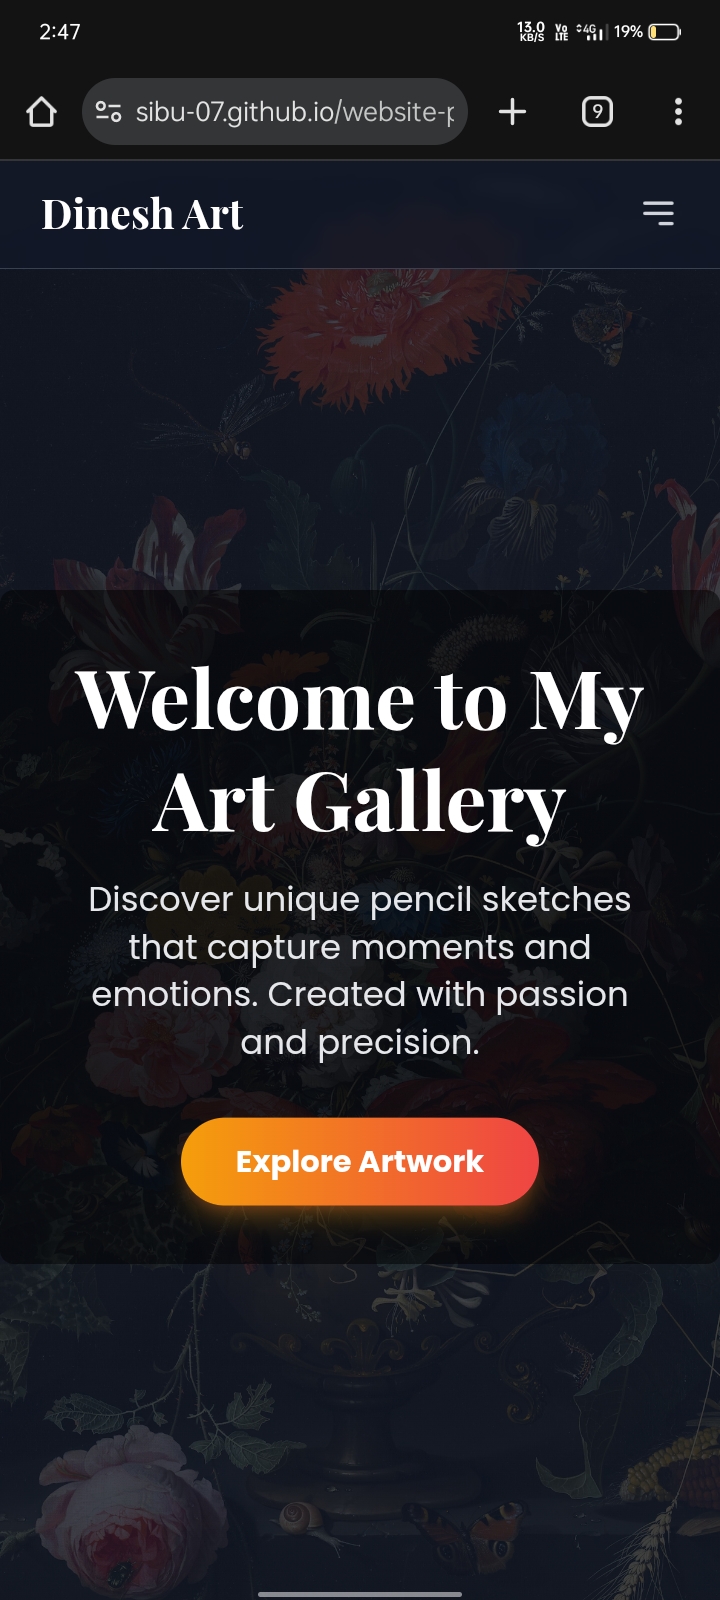 2:47
13.0 KB/S Vo LTE 4G 19%
sibu-07.github.io/website-p
9
Dinesh Art
Welcome to My
Art Gallery
Discover unique pencil sketches
that capture moments and
emotions. Created with passion
and precision.
Explore Artwork